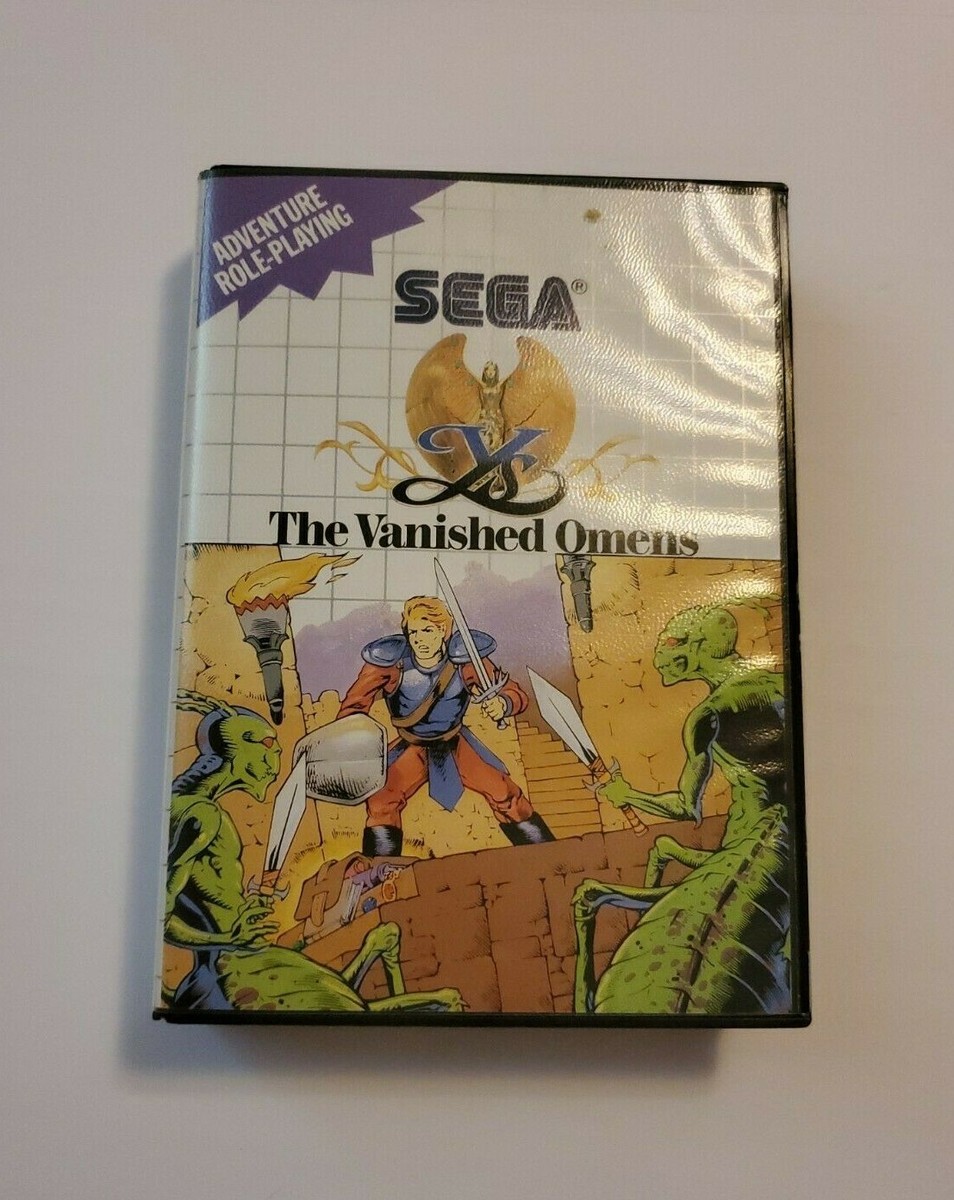 ADVENTURE
ROLE-PLAYING
SEGA®
Ys
The Vanished Omens